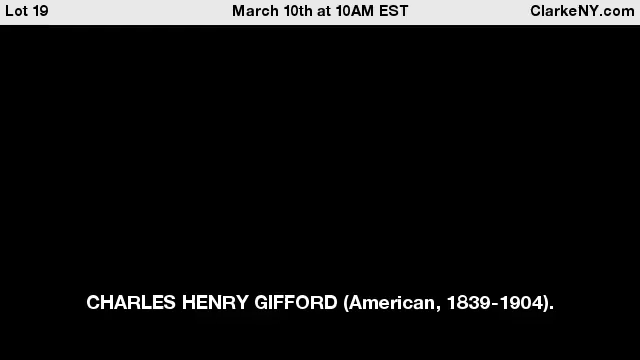 Lot 19 March 10th at 10AM EST ClarkeNY.com
CHARLES HENRY GIFFORD (American, 1839-1904).